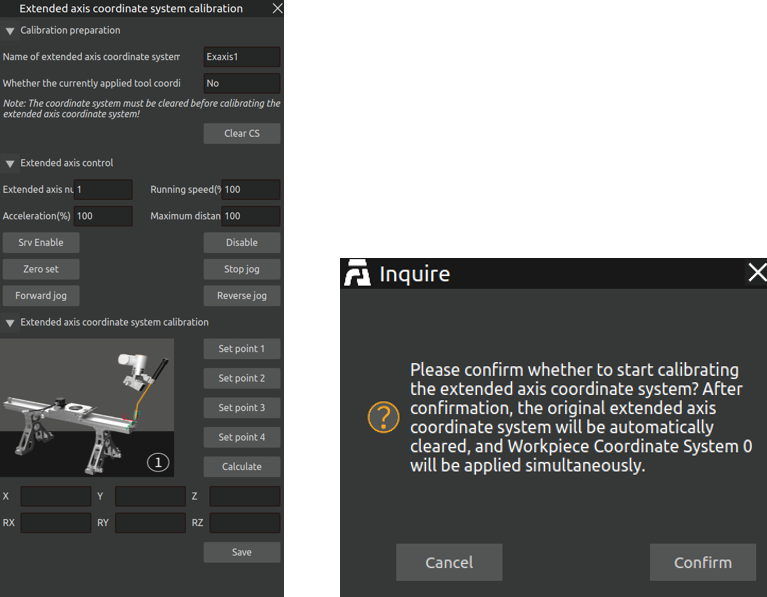 Extended axis coordinate system calibration
Calibration preparation
Name of extended axis coordinate system
Exaxis1
Whether the currently applied tool coordi
No
Note: The coordinate system must be cleared before calibrating the
extended axis coordinate system!
Clear CS
Extended axis control
Extended axis nu 1 Running speed(% 100
Acceleration(%) 100 Maximum distan 100
Srv Enable Disable
Zero set Stop jog
Forward jog Reverse jog
Extended axis coordinate system calibration
Set point 1
Set point 2
Set point 3
Set point 4
1
Calculate
X Y Z
RX RY RZ
Save
Inquire
Please confirm whether to start calibrating
the extended axis coordinate system? After
confirmation, the original extended axis
coordinate system will be automatically
cleared, and Workpiece Coordinate System 0
will be applied simultaneously.
Cancel Confirm